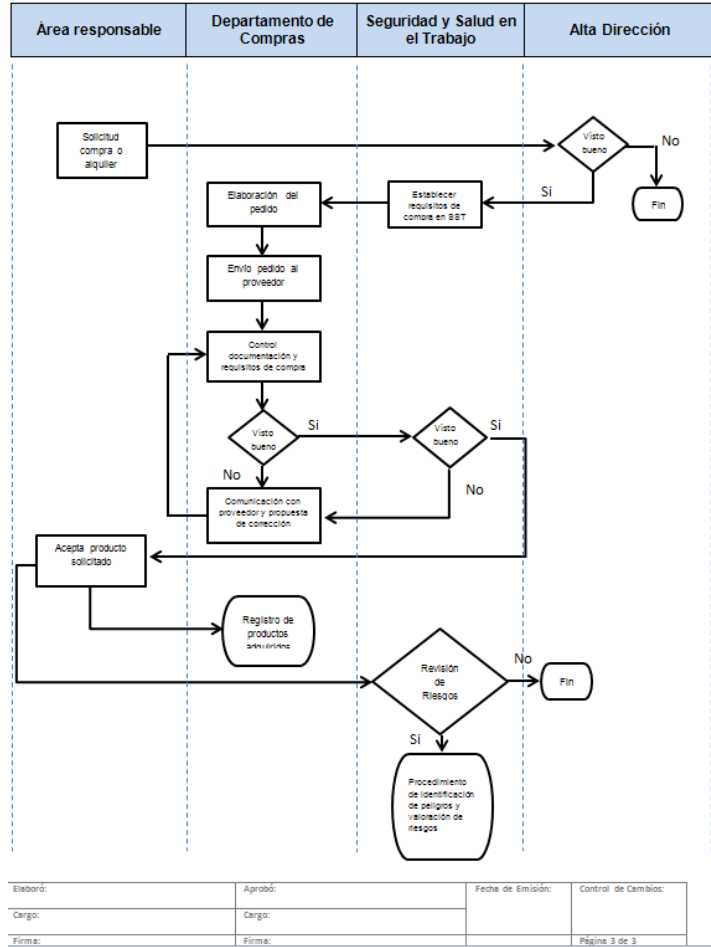 Área responsable
Departamento de
Compras
Seguridad y Salud en
el Trabajo
Alta Dirección
Solicitud
compra o
alquiler
Visto
bueno
No
Fin
Si
Establecer
requisitos de
compra en SST
Elaboración del
pedido
Envío pedido al
proveedor
Control
documentación y
requisitos de compra
Visto
bueno
Si
Visto
bueno
Si
No
No
Comunicación con
proveedor y propuesta
de corrección
Acepta producto
solicitado
Registro de
productos
adquiridos
Revisión
de
Riesgos
No
Fin
Si
Procedimiento
de identificación
de peligros y
valoración de
riesgos
Elaboró:
Aprobó:
Fecha de Emisión:
Control de Cambios:
Cargo:
Cargo:
Firma:
Firma:
Página 3 de 3